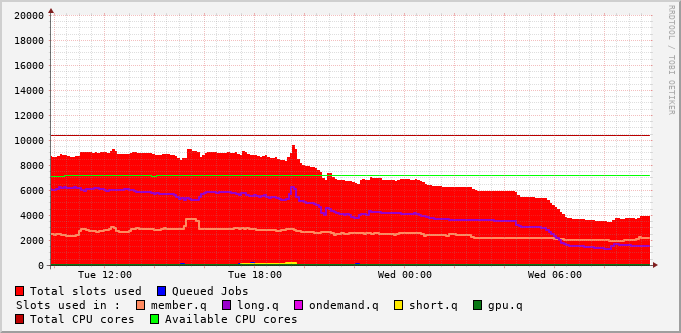 20000
18000
16000
14000
12000
10000
8000
6000
4000
2000
0
Tue 12:00 Tue 18:00 Wed 00:00 Wed 06:00
Total slots used Queued Jobs
Slots used in : member.q long.q ondemand.q short.q gpu.q
Total CPU cores Available CPU cores
RRDTOOL / TOBI OETIKER